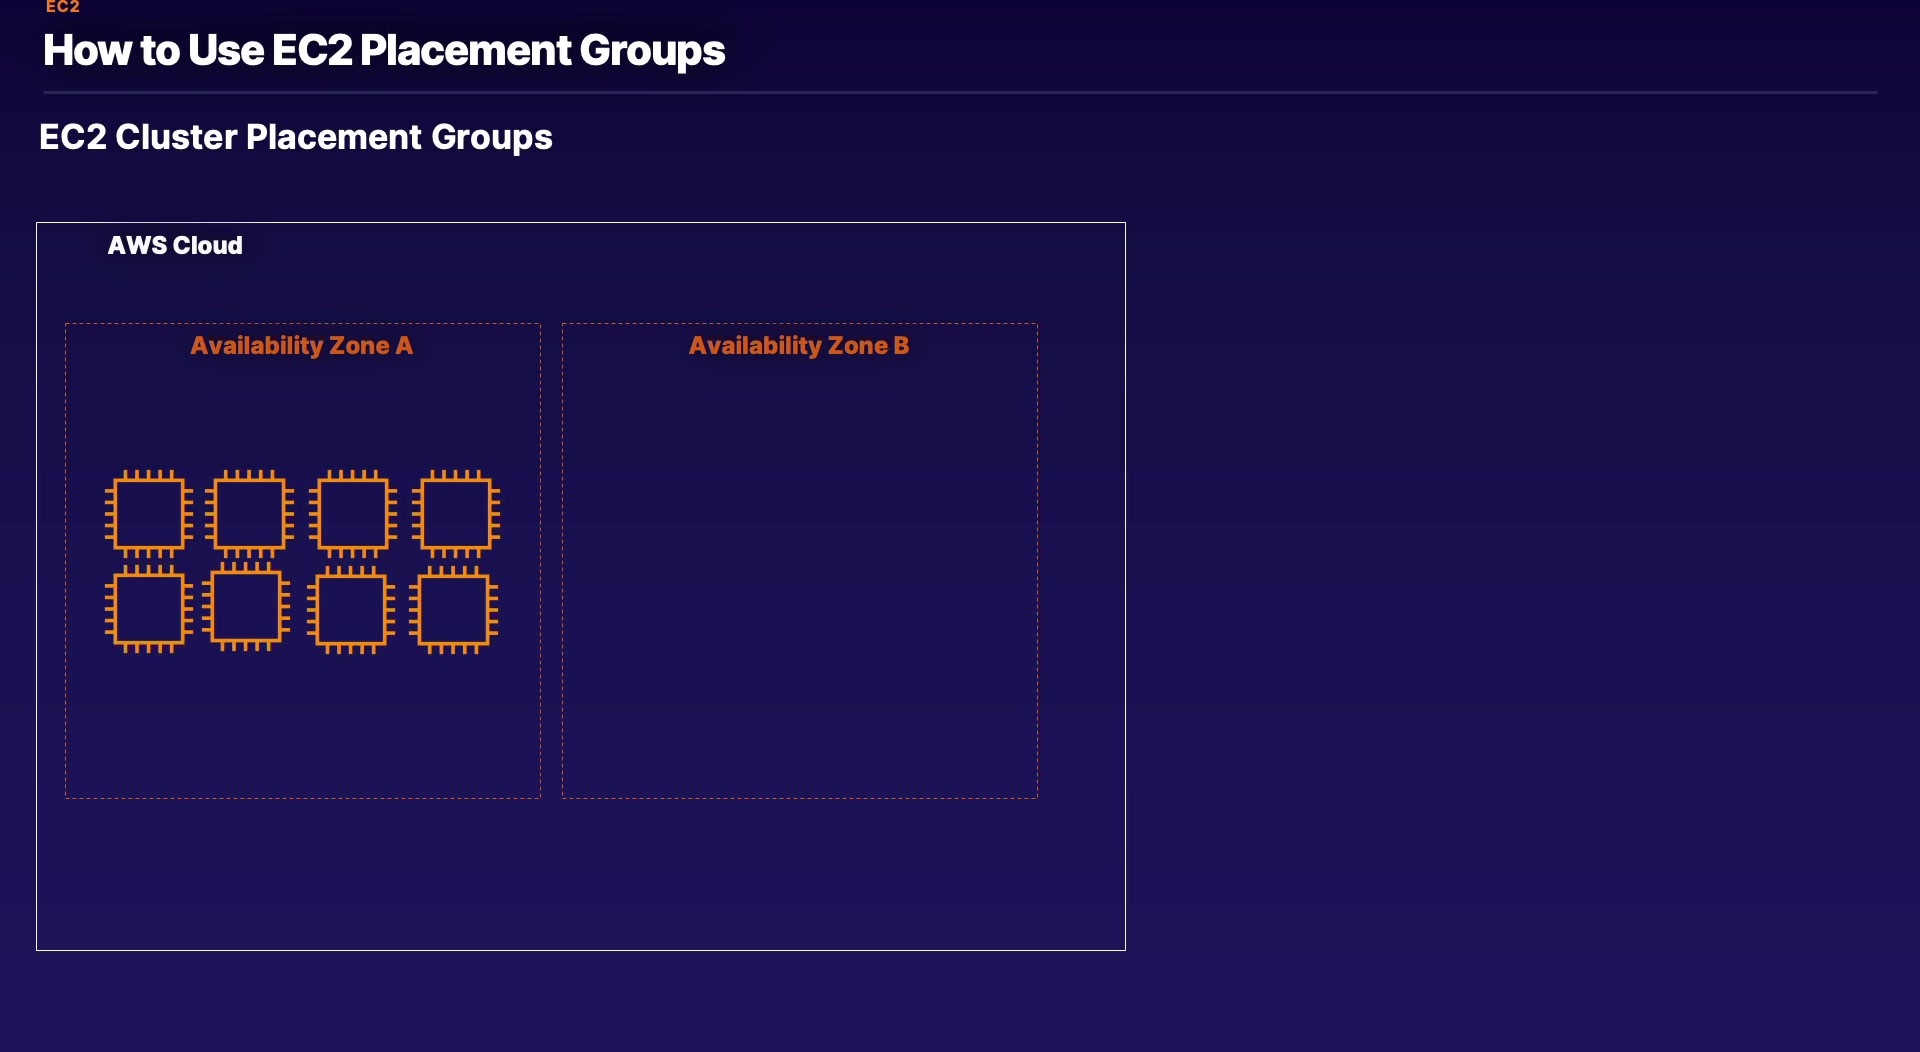 EC2
How to Use EC2 Placement Groups
EC2 Cluster Placement Groups
AWS Cloud
Availability Zone A
Availability Zone B